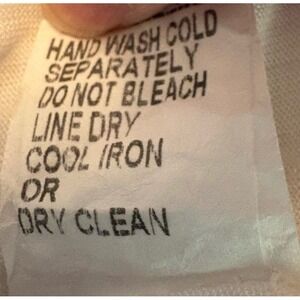 HAND WASH COLD
SEPARATELY
DO NOT BLEACH
LINE DRY
COOL IRON
OR
DRY CLEAN